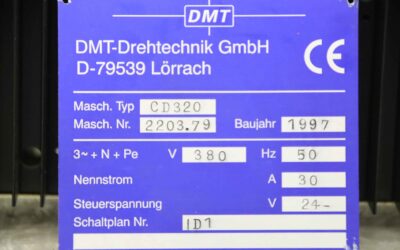 DMT
DMT-Drehtechnik GmbH
D-79539 Lörrach
CE
Masch. Typ CD320
Masch. Nr. 2203.79 Baujahr 1997
3~ + N + Pe V 380 Hz 50
Nennstrom A 30
Steuerspannung V 24-
Schaltplan Nr. ID1